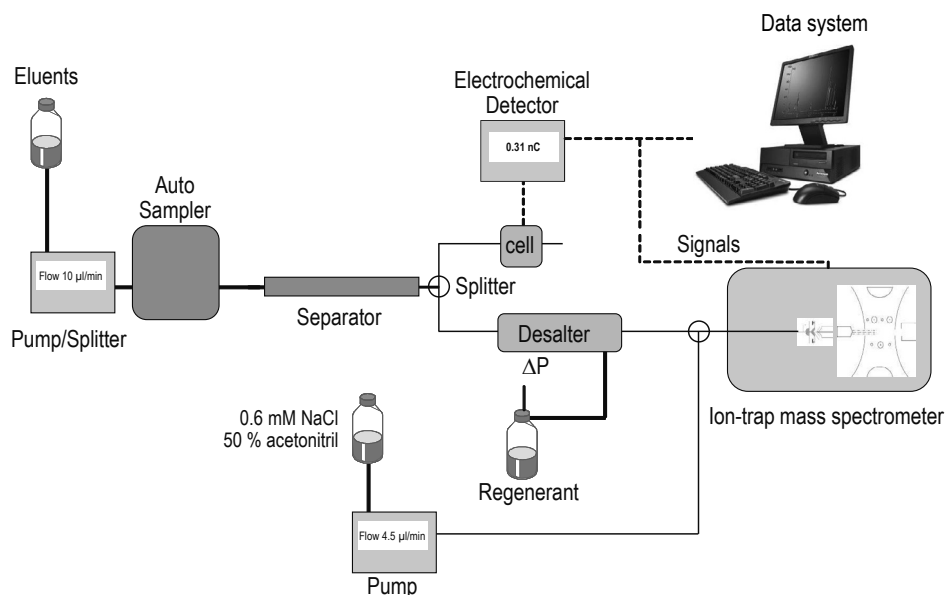 Data system
Eluents
Electrochemical
Detector
0.31 nC
Auto
Sampler
cell
Signals
Flow 10 µl/min
Splitter
Separator
Pump/Splitter
Desalter
ΔP
0.6 mM NaCl
50 % acetonitril
Ion-trap mass spectrometer
Regenerant
Flow 4.5 µl/min
Pump